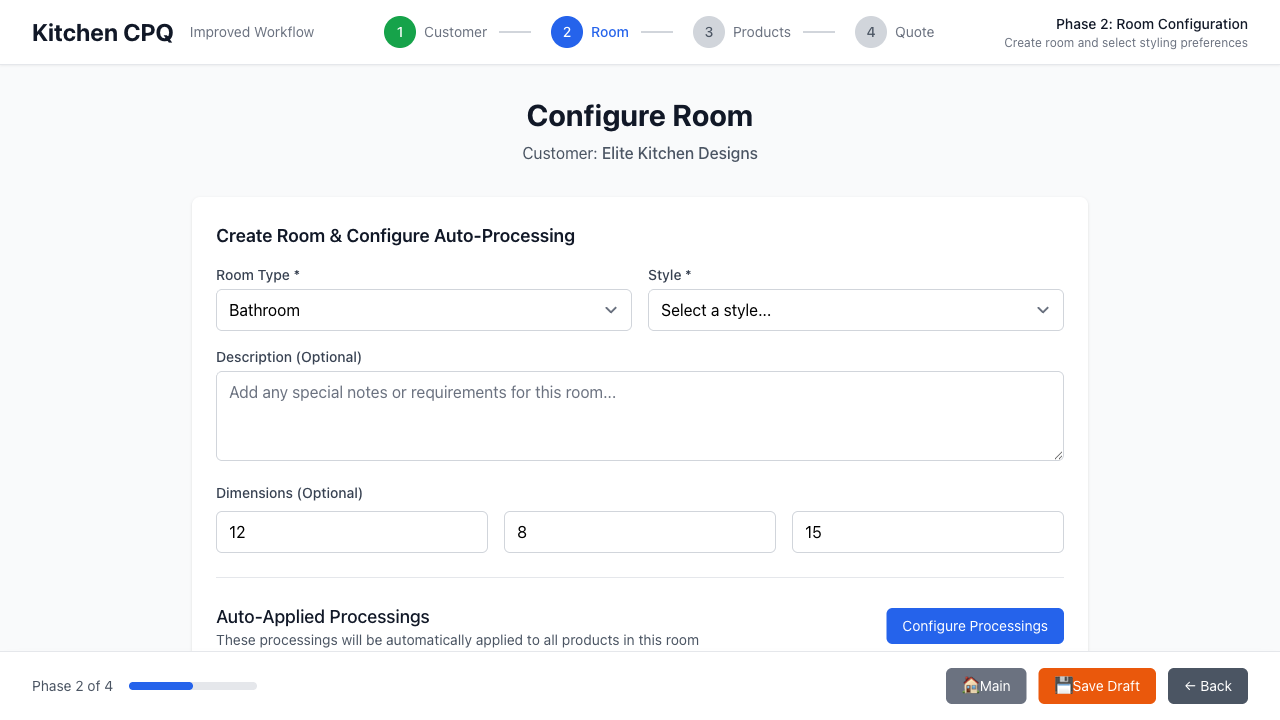 Kitchen CPQ Improved Workflow
1 Customer 2 Room 3 Products 4 Quote
Phase 2: Room Configuration
Create room and select styling preferences
Configure Room
Customer: Elite Kitchen Designs
Create Room & Configure Auto-Processing
Room Type * Style *
Bathroom Select a style...
Description (Optional)
Add any special notes or requirements for this room...
Dimensions (Optional)
12 8 15
Auto-Applied Processings
These processings will be automatically applied to all products in this room
Configure Processings
Phase 2 of 4
🏠Main 💾Save Draft ← Back